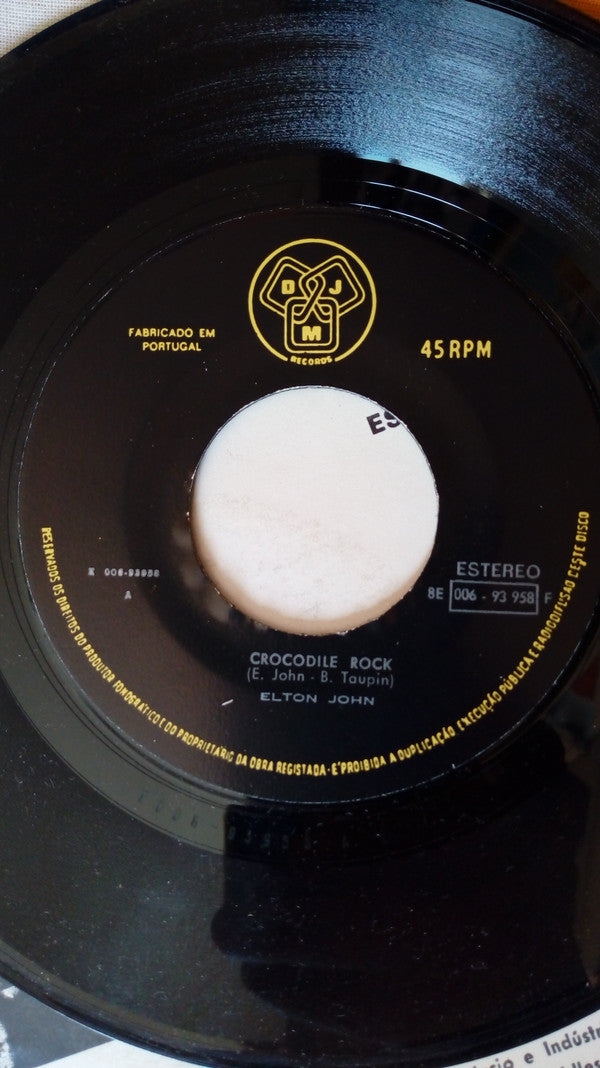 D J
M
RECORDS
FABRICADO EM
PORTUGAL
45 RPM
ES
ESTEREO
8E 006 - 93 958 F
K 006-93958
A
CROCODILE ROCK
(E. John - B. Taupin)
ELTON JOHN
RESERVADOS OS DIREITOS DO PRODUTOR FONOGRÁFICO E DO PROPRIETÁRIO DA OBRA REGISTADA - É PROIBIDA A DUPLICAÇÃO EXECUÇÃO PÚBLICA E RADIODIFUSÃO DESTE DISCO
e Indústr